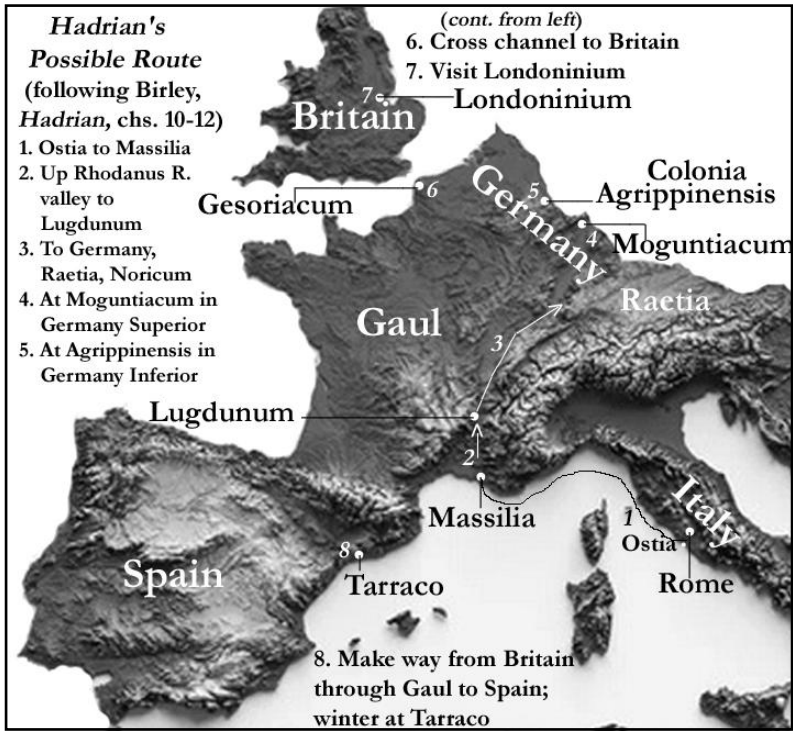 Hadrian's
Possible Route
(following Birley,
Hadrian, chs. 10-12)
1. Ostia to Massilia
2. Up Rhodanus R.
valley to
Lugdunum
3. To Germany,
Raetia, Noricum
4. At Moguntiacum in
Germany Superior
5. At Agrippinensis in
Germany Inferior
(cont. from left)
6. Cross channel to Britain
7. Visit Londoninium
7
Londoninium
Britain
Gesoriacum
6
Germany
5
Colonia
Agrippinensis
4
Moguntiacum
Raetia
Gaul
3
Lugdunum
2
Massilia
Italy
1
Ostia
Rome
Spain
8
Tarraco
8. Make way from Britain
through Gaul to Spain;
winter at Tarraco